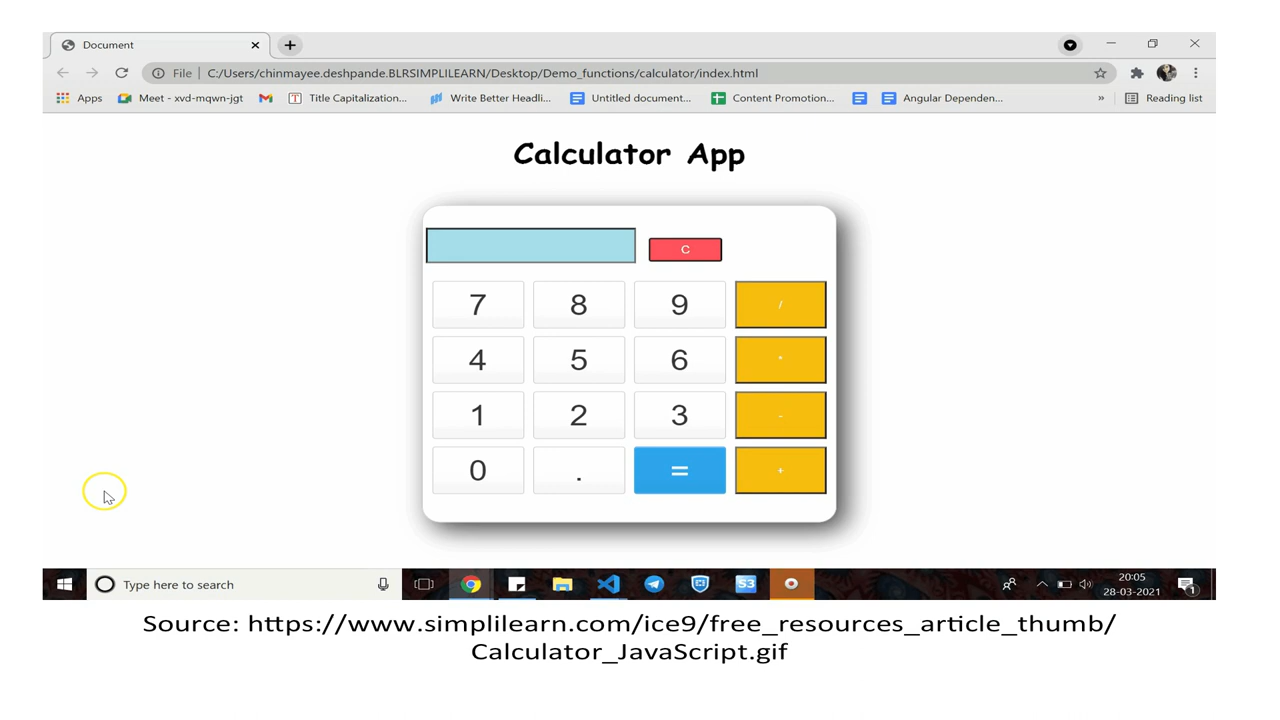 Document
File | C:/Users/chinmayee.deshpande.BLRSIMPLILEARN/Desktop/Demo_functions/calculator/index.html
Apps Meet - xvd-mqwn-jgt T Title Capitalization... Write Better Headli... Untitled document... Content Promotion... Angular Dependen... » Reading list
Calculator App
C
7 8 9 /
4 5 6 *
1 2 3 -
0 . = +
Type here to search S3 20:05
28-03-2021 1
Source: https://www.simplilearn.com/ice9/free_resources_article_thumb/
Calculator_JavaScript.gif